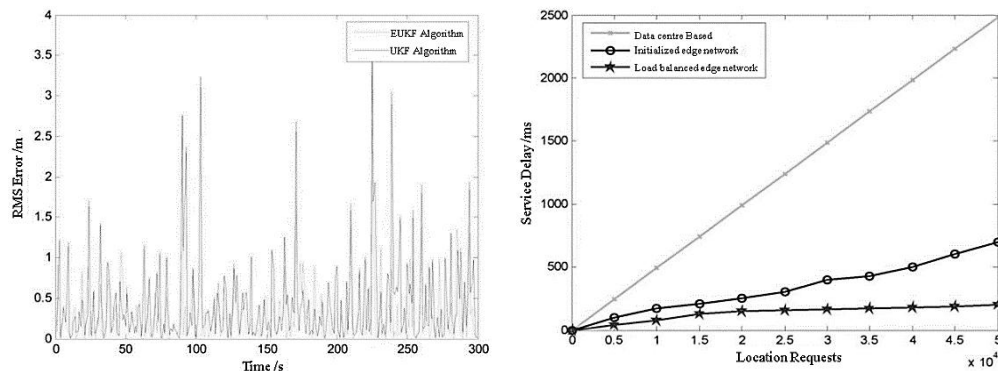 4
3.5
3
2.5
2
1.5
1
0.5
0
RMS Error /m
EUKF Algorithm
UKF Algorithm
0 50 100 150 200 250 300
Time /s
2500
2000
1500
1000
500
0
Service Delay /ms
Data centre Based
Initialized edge network
Load balanced edge network
0 0.5 1 1.5 2 2.5 3 3.5 4 4.5 5
Location Requests
x 10⁴